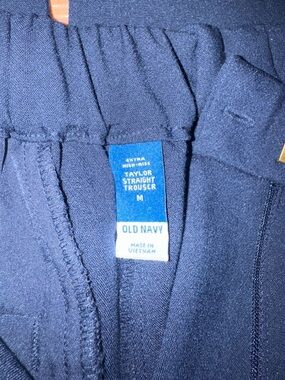 EXTRA
HIGH-RISE
TAYLOR
STRAIGHT
TROUSER
M
OLD NAVY
MADE IN
VIETNAM